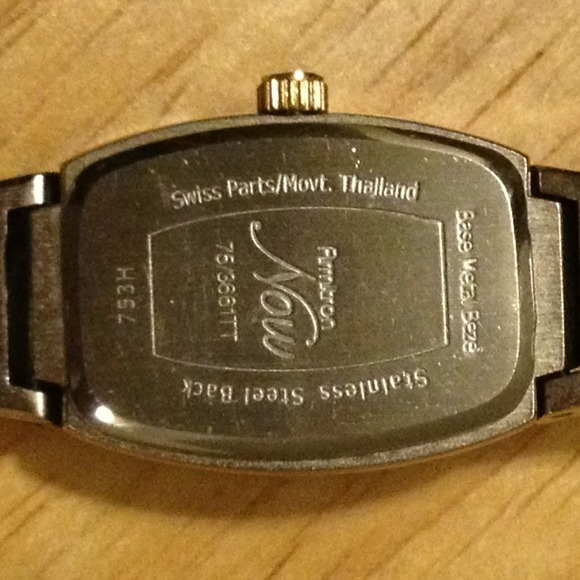 Swiss Parts/Movt. Thailand
Base Metal Bezel
Armitron
Now
75/3661TT
753H
Stainless Steel Back